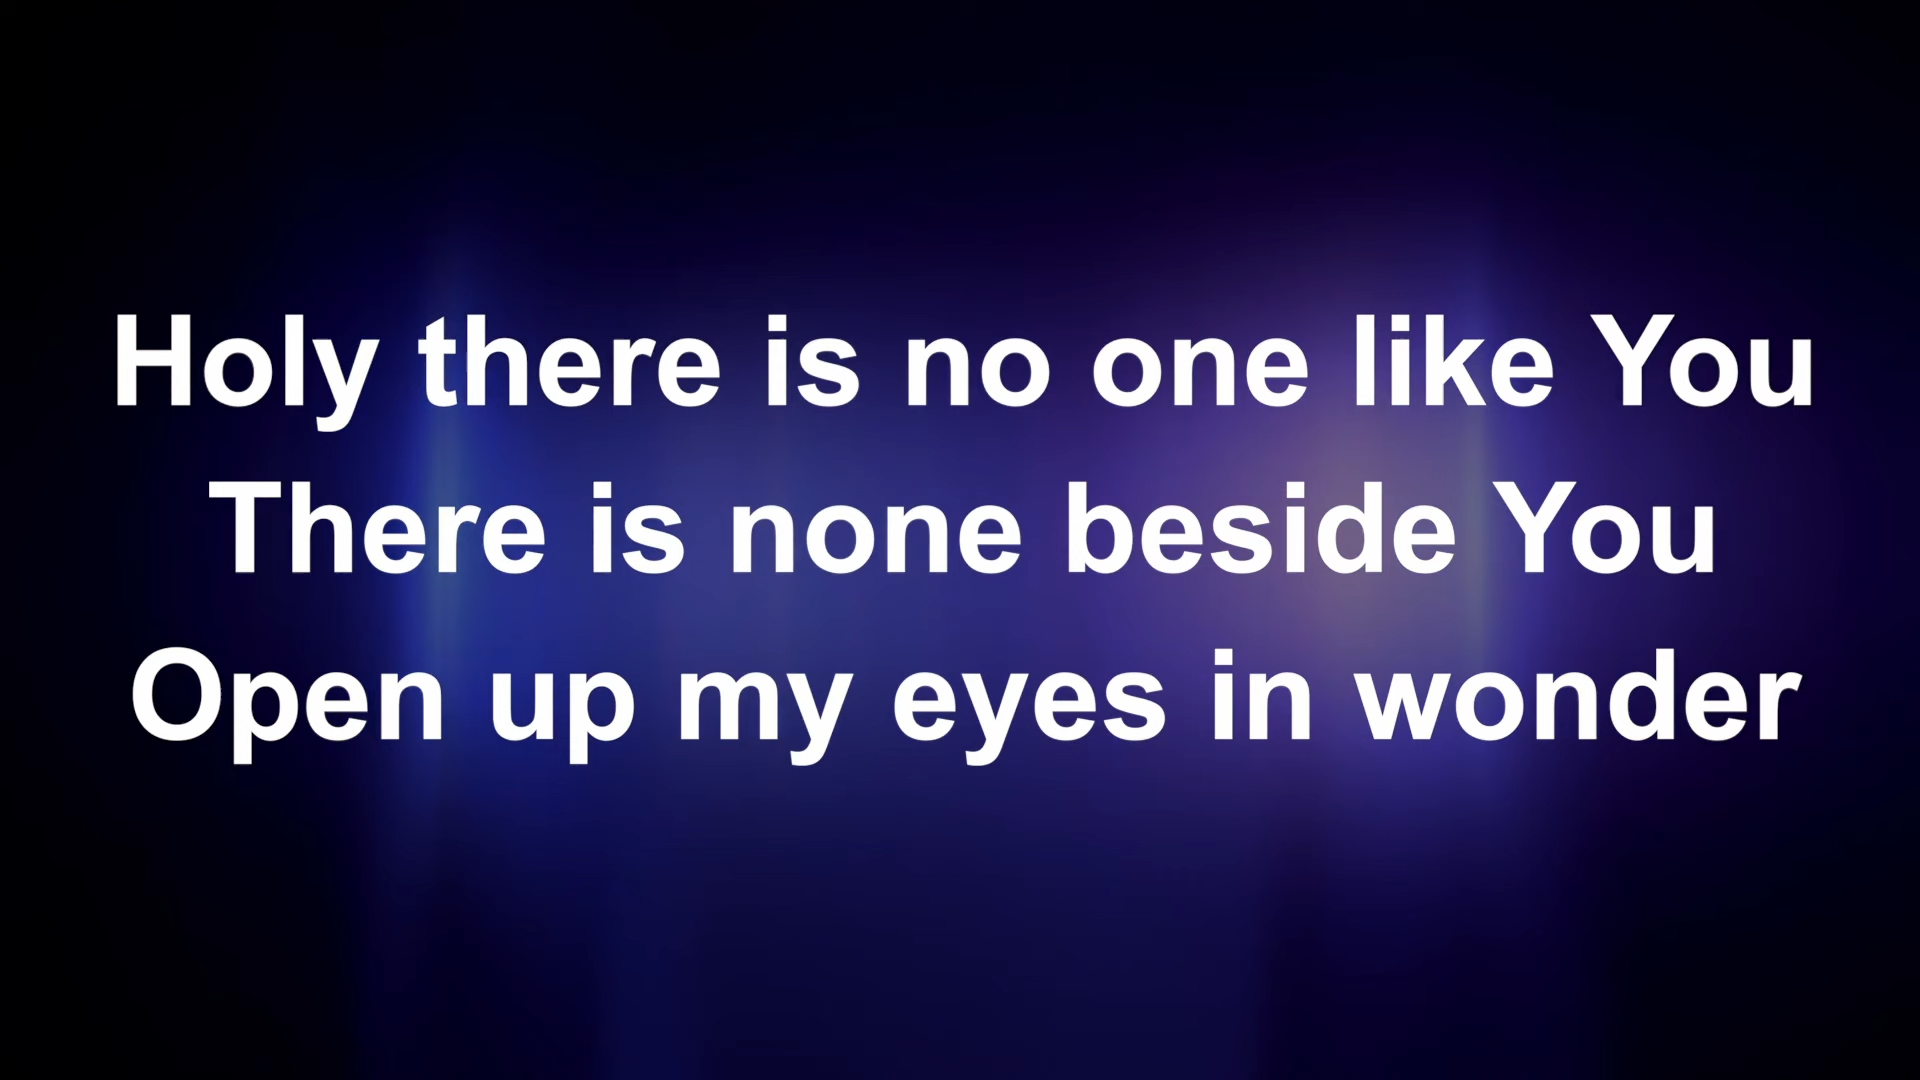 Holy there is no one like You
There is none beside You
Open up my eyes in wonder